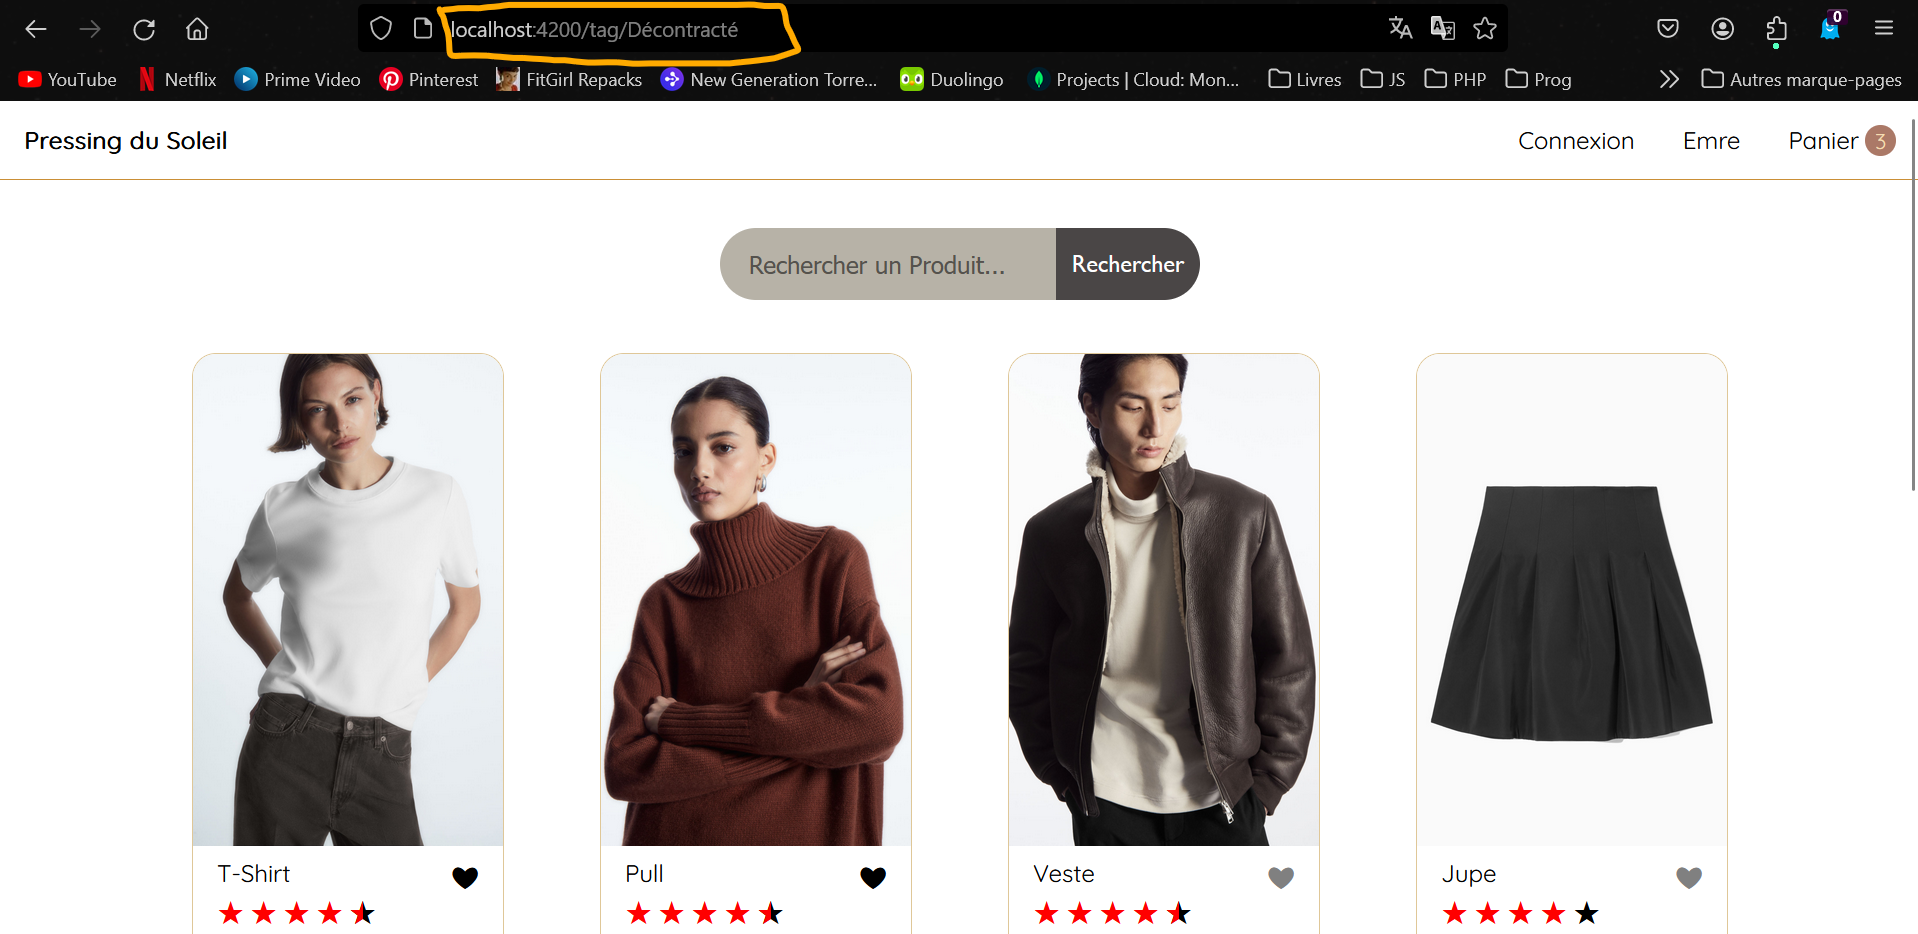 localhost:4200/tag/Décontracté
0
YouTube Netflix Prime Video Pinterest FitGirl Repacks New Generation Torre... Duolingo Projects | Cloud: Mon... Livres JS PHP Prog Autres marque-pages
Pressing du Soleil Connexion Emre Panier 3
Rechercher un Produit... Rechercher
T-Shirt Pull Veste Jupe